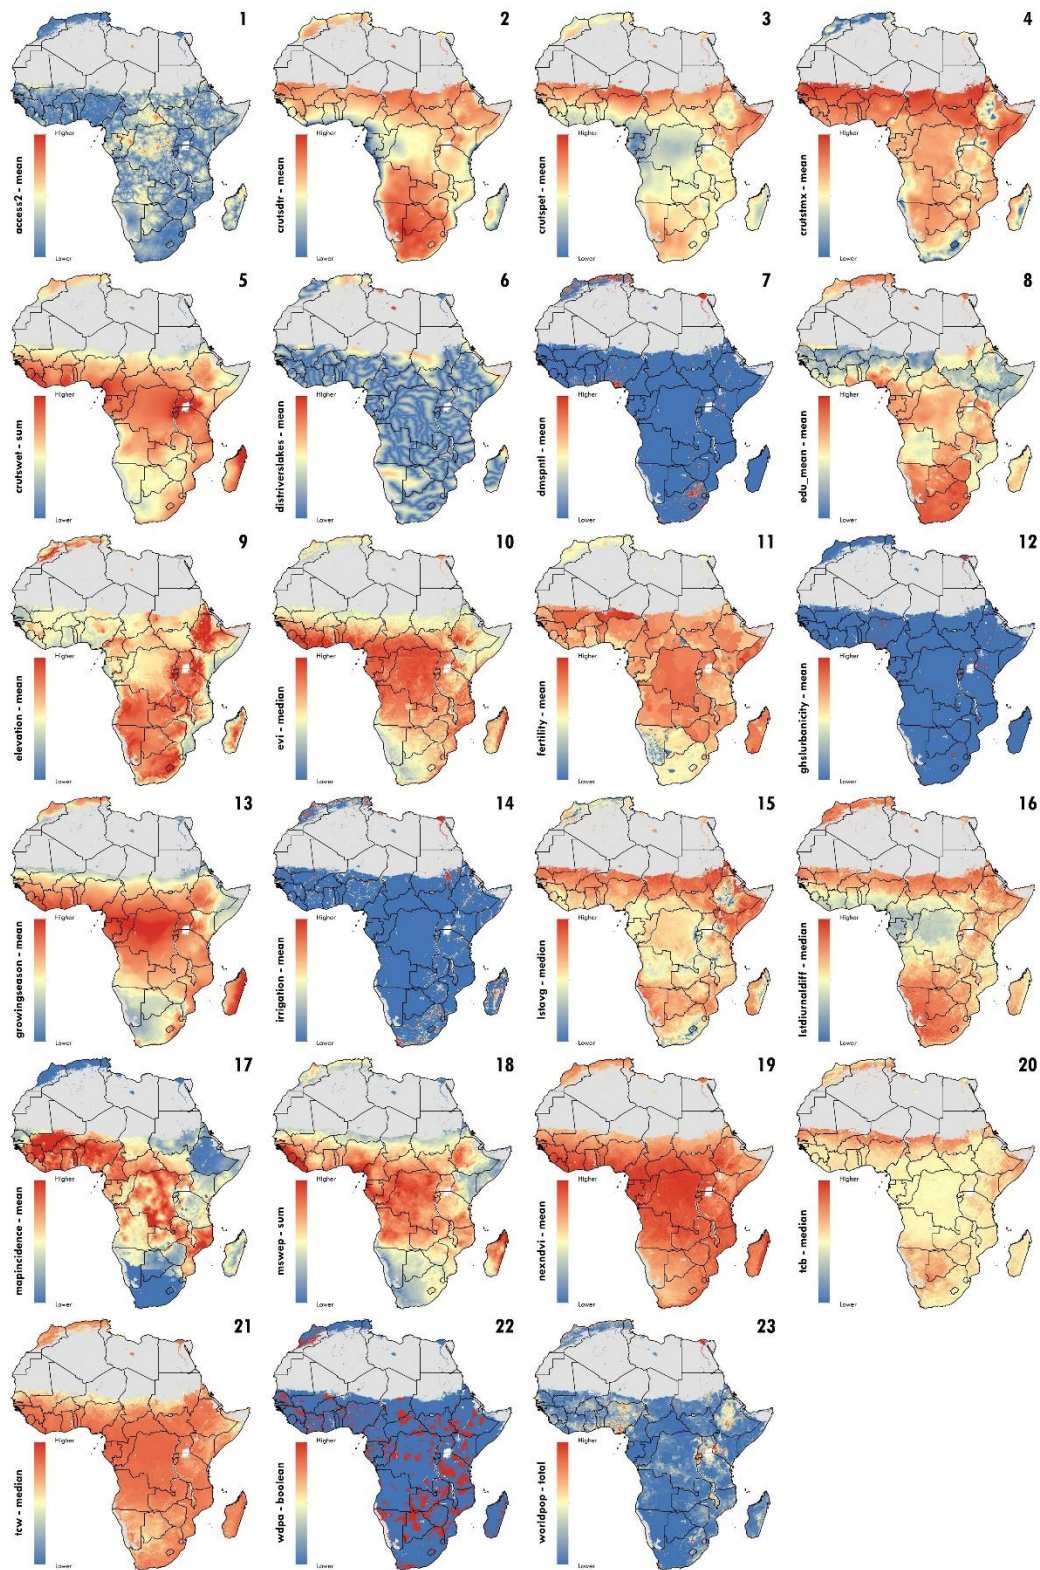 1
Higher
access2 - mean
Lower
2
Higher
crutsdtr - mean
Lower
3
Higher
crutspet - mean
Lower
4
Higher
crutstmx - mean
Lower
5
Higher
crutswet - sum
Lower
6
Higher
distriverslakes - mean
Lower
7
Higher
dmspntl - mean
Lower
8
Higher
edu_mean - mean
Lower
9
Higher
elevation - mean
Lower
10
Higher
evi - median
Lower
11
Higher
fertility - mean
Lower
12
Higher
ghslurbanicity - mean
Lower
13
Higher
growingseason - mean
Lower
14
Higher
irrigation - mean
Lower
15
Higher
lstavg - median
Lower
16
Higher
lstdiurnaldiff - median
Lower
17
Higher
mapincidence - mean
Lower
18
Higher
mswep - sum
Lower
19
Higher
nexndvi - mean
Lower
20
Higher
tcb - median
Lower
21
Higher
tcw - median
Lower
22
Higher
wdpa - boolean
Lower
23
Higher
worldpop - total
Lower